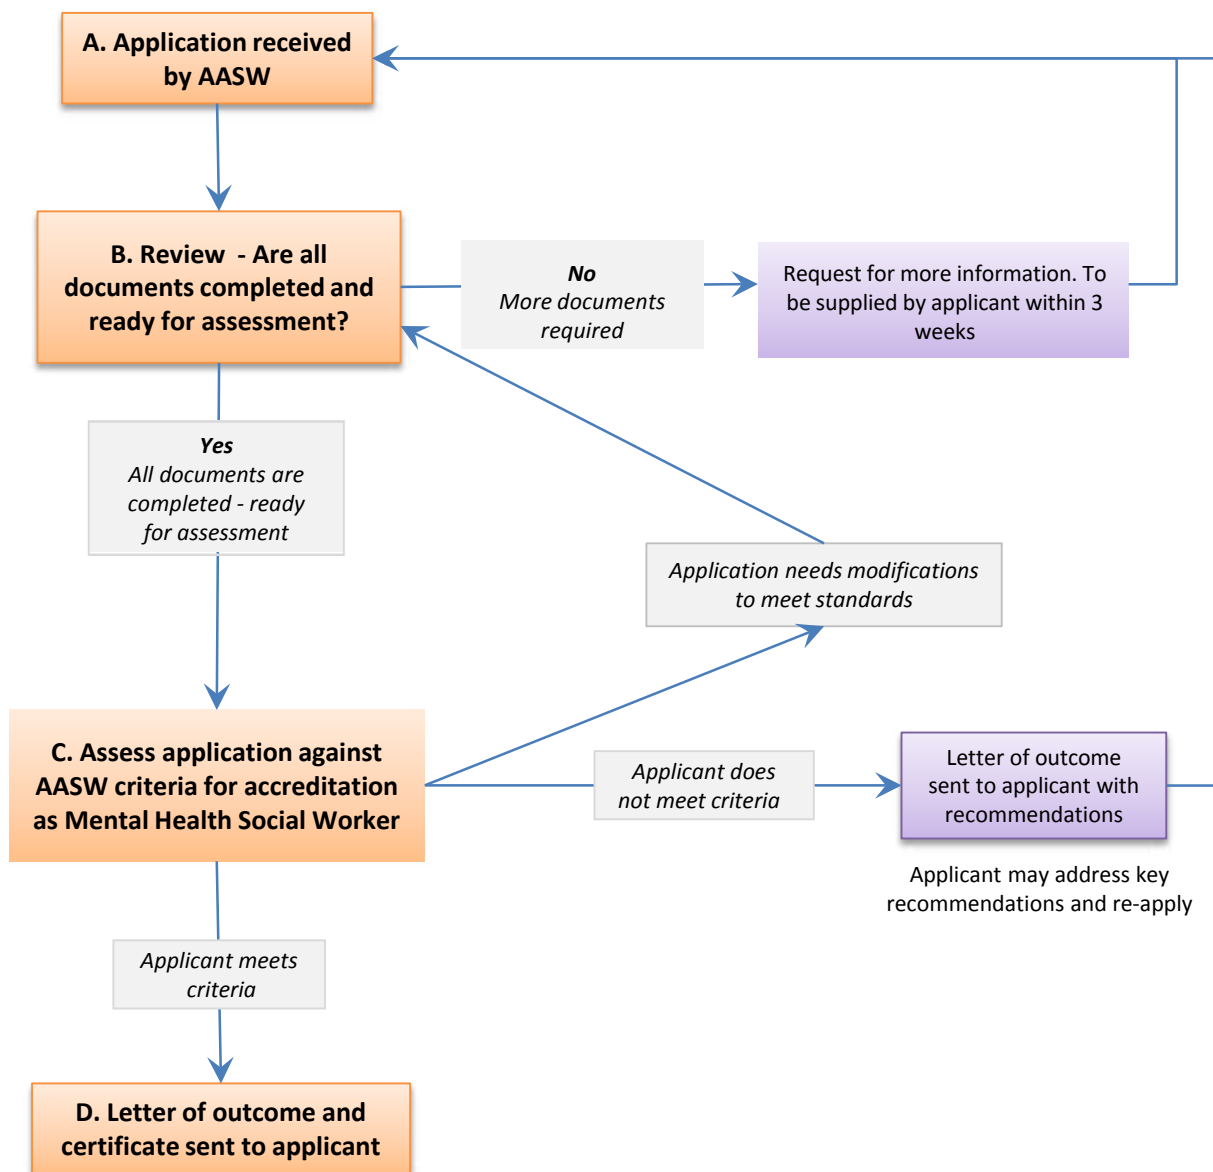 A. Application received
by AASW
B. Review  - Are all
documents completed and
ready for assessment?
No
More documents
required
Request for more information. To
be supplied by applicant within 3
weeks
Yes
All documents are
completed - ready
for assessment
Application needs modifications
to meet standards
C. Assess application against
AASW criteria for accreditation
as Mental Health Social Worker
Applicant does
not meet criteria
Letter of outcome
sent to applicant with
recommendations
Applicant may address key
recommendations and re-apply
Applicant meets
criteria
D. Letter of outcome and
certificate sent to applicant